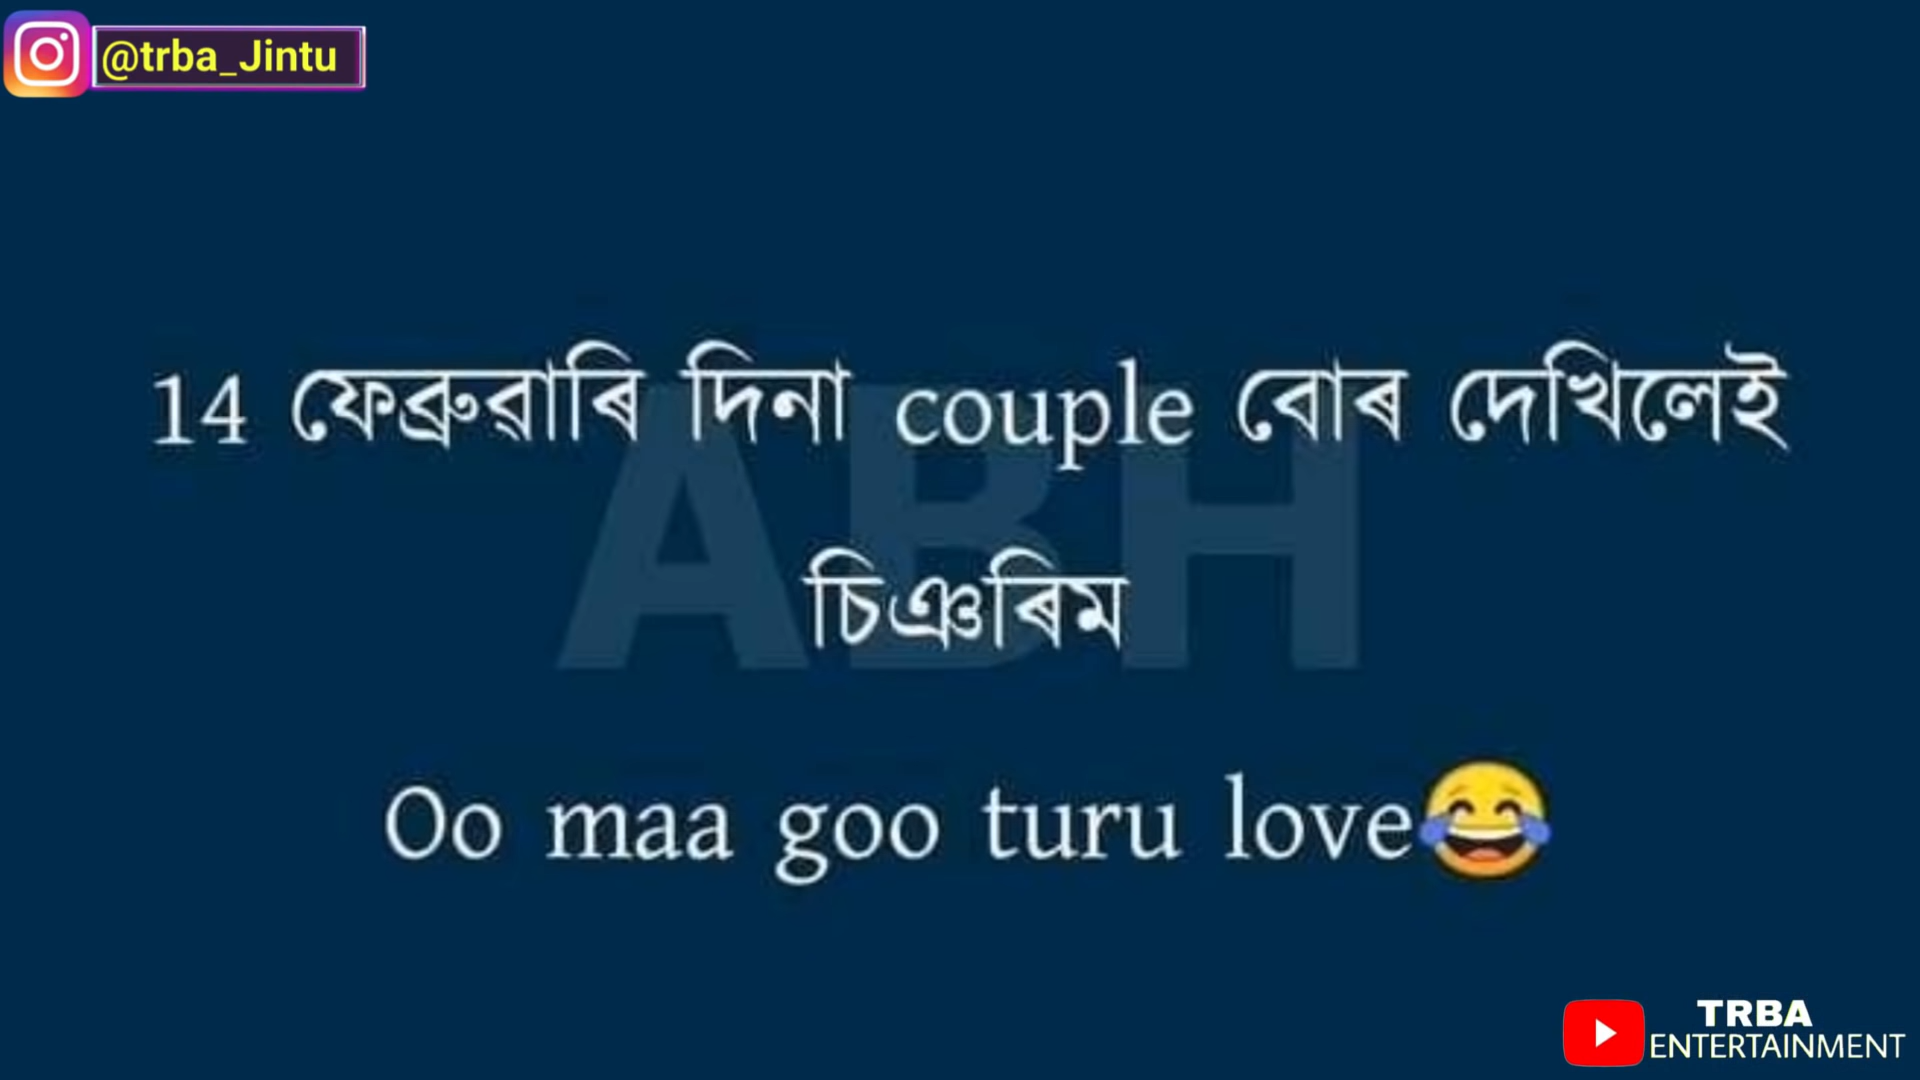 @trba_Jintu
14 ফেব্ৰুৱাৰি দিনা couple বোৰ দেখিলেই
চিঞৰিম
Oo maa goo turu love😂
ABH
TRBA
ENTERTAINMENT